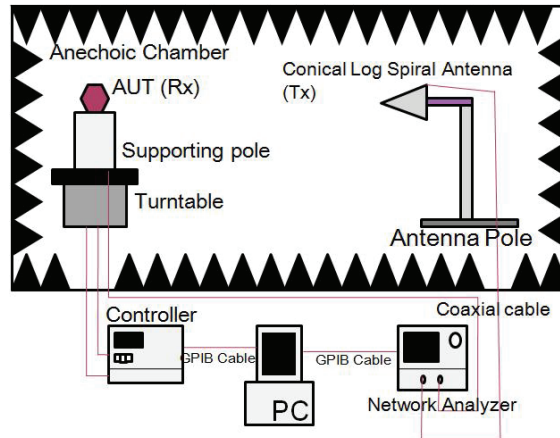 Anechoic Chamber
AUT (Rx)
Conical Log Spiral Antenna
(Tx)
Supporting pole
Turntable
Antenna Pole
Controller
Coaxial cable
GPIB Cable
GPIB Cable
PC
Network Analyzer